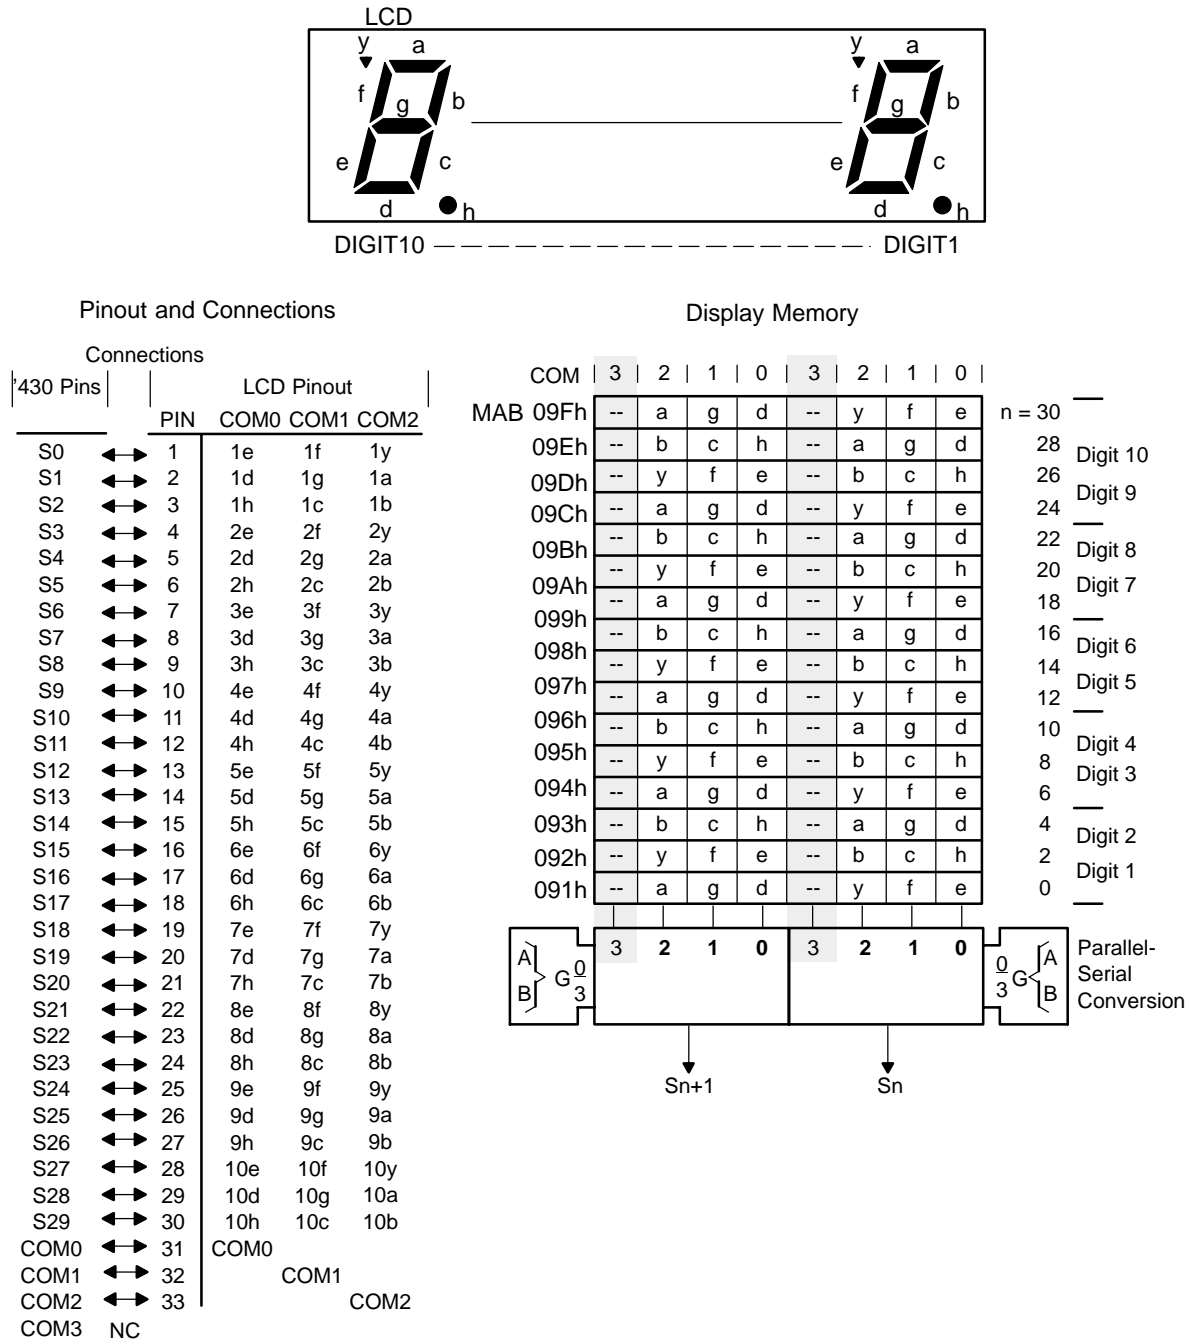 LCD
y a y a
f g b f g b
e c e c
d h d h
DIGIT10 DIGIT1
Pinout and Connections
Connections
'430 Pins LCD Pinout
PIN COM0 COM1 COM2
S0 1 1e 1f 1y
S1 2 1d 1g 1a
S2 3 1h 1c 1b
S3 4 2e 2f 2y
S4 5 2d 2g 2a
S5 6 2h 2c 2b
S6 7 3e 3f 3y
S7 8 3d 3g 3a
S8 9 3h 3c 3b
S9 10 4e 4f 4y
S10 11 4d 4g 4a
S11 12 4h 4c 4b
S12 13 5e 5f 5y
S13 14 5d 5g 5a
S14 15 5h 5c 5b
S15 16 6e 6f 6y
S16 17 6d 6g 6a
S17 18 6h 6c 6b
S18 19 7e 7f 7y
S19 20 7d 7g 7a
S20 21 7h 7c 7b
S21 22 8e 8f 8y
S22 23 8d 8g 8a
S23 24 8h 8c 8b
S24 25 9e 9f 9y
S25 26 9d 9g 9a
S26 27 9h 9c 9b
S27 28 10e 10f 10y
S28 29 10d 10g 10a
S29 30 10h 10c 10b
COM0 31 COM0
COM1 32 COM1
COM2 33 COM2
COM3 NC
Display Memory
COM 3 2 1 0 3 2 1 0
MAB 09Fh -- a g d -- y f e n = 30
09Eh -- b c h -- a g d 28
Digit 10
09Dh -- y f e -- b c h 26
Digit 9
09Ch -- a g d -- y f e 24
09Bh -- b c h -- a g d 22
Digit 8
09Ah -- y f e -- b c h 20
Digit 7
099h -- a g d -- y f e 18
098h -- b c h -- a g d 16
Digit 6
097h -- y f e -- b c h 14
Digit 5
096h -- a g d -- y f e 12
095h -- b c h -- a g d 10
Digit 4
-- y f e -- b c h 8
Digit 3
094h -- a g d -- y f e 6
093h -- b c h -- a g d 4
Digit 2
092h -- y f e -- b c h 2
Digit 1
091h -- a g d -- y f e 0
3 2 1 0 3 2 1 0
A B G 0 3
0 3 G A B
Parallel-
Serial
Conversion
Sn+1 Sn